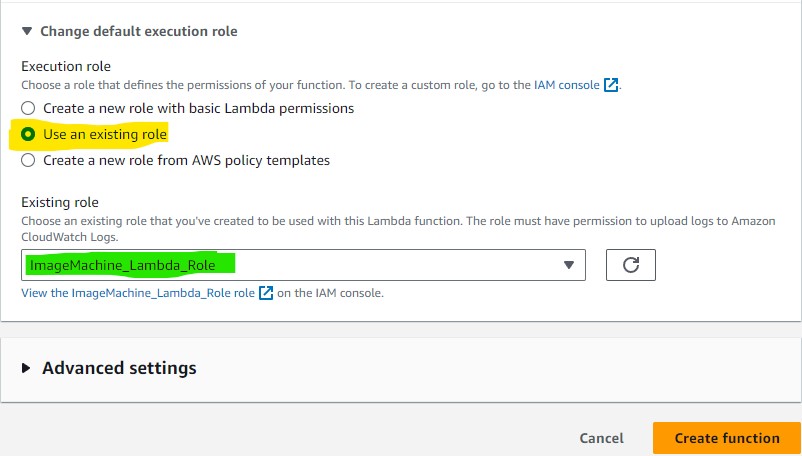 Change default execution role
Execution role
Choose a role that defines the permissions of your function. To create a custom role, go to the IAM console.
Create a new role with basic Lambda permissions
Use an existing role
Create a new role from AWS policy templates
Existing role
Choose an existing role that you've created to be used with this Lambda function. The role must have permission to upload logs to Amazon
CloudWatch Logs.
ImageMachine_Lambda_Role
View the ImageMachine_Lambda_Role role on the IAM console.
Advanced settings
Cancel Create function